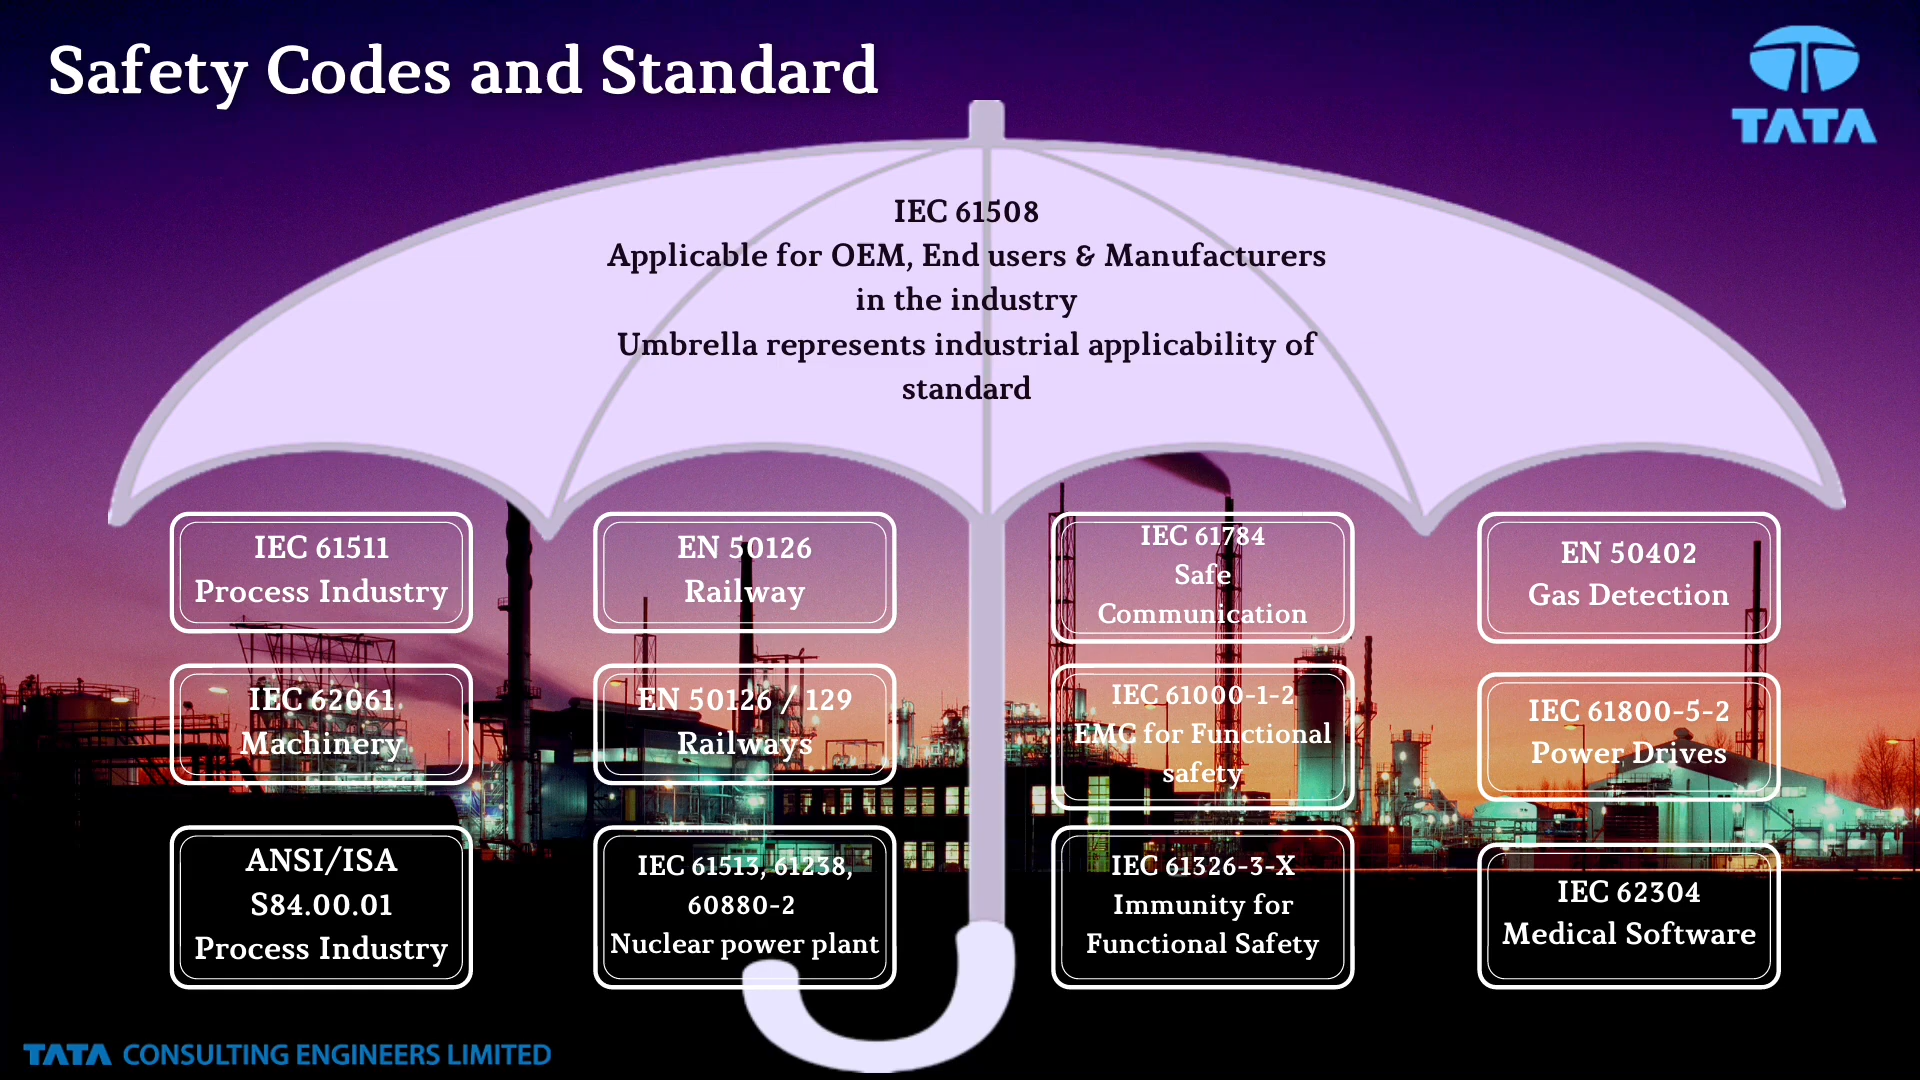 Safety Codes and Standard
TATA
IEC 61508
Applicable for OEM, End users & Manufacturers
in the industry
Umbrella represents industrial applicability of
standard
IEC 61511
Process Industry
EN 50126
Railway
IEC 61784
Safe
Communication
EN 50402
Gas Detection
IEC 62061
Machinery
EN 50126 / 129
Railways
IEC 61000-1-2
EMC for Functional
safety
IEC 61800-5-2
Power Drives
ANSI/ISA
S84.00.01
Process Industry
IEC 61513, 61238,
60880-2
Nuclear power plant
IEC 61326-3-X
Immunity for
Functional Safety
IEC 62304
Medical Software
TATA CONSULTING ENGINEERS LIMITED